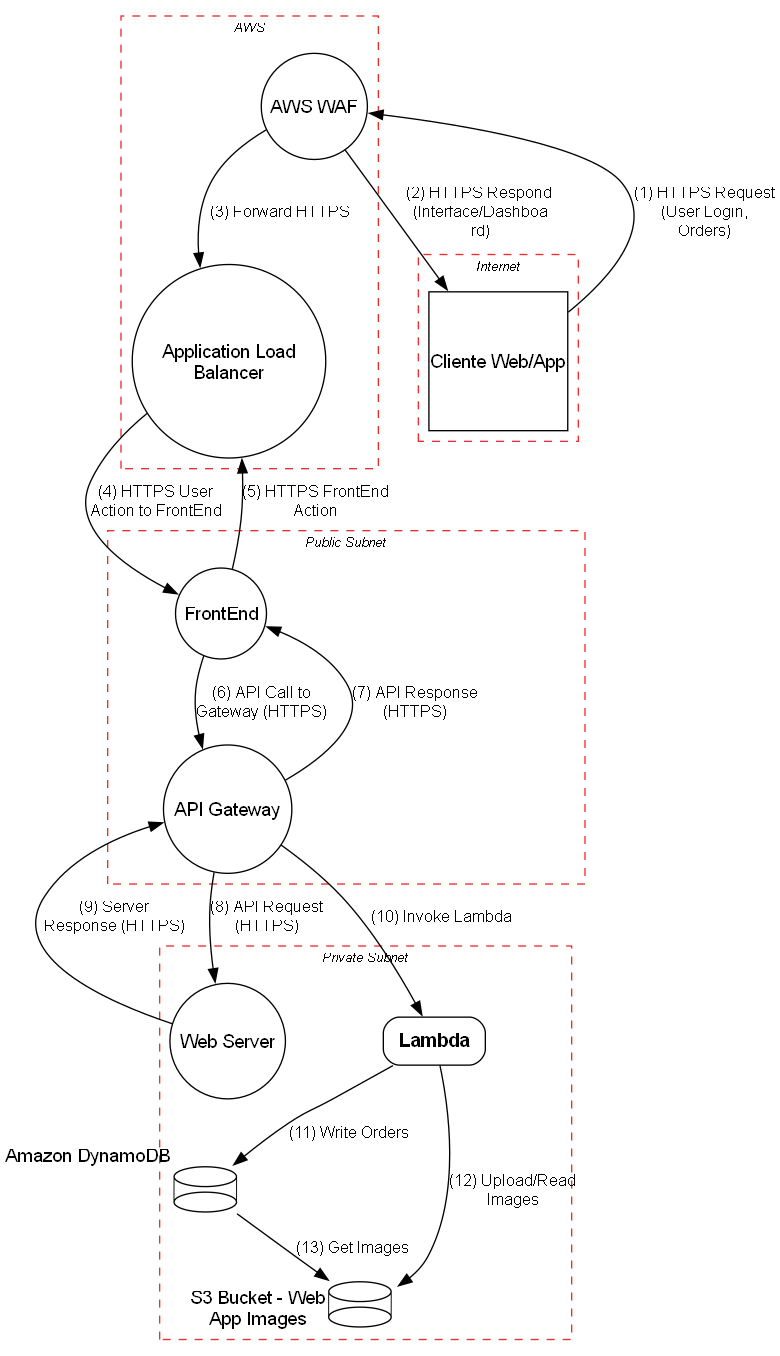 AWS
AWS WAF
(2) HTTPS Respond
(Interface/Dashboa
rd)
(1) HTTPS Request
(User Login,
Orders)
(3) Forward HTTPS
Internet
Cliente Web/App
Application Load
Balancer
(4) HTTPS User
Action to FrontEnd
(5) HTTPS FrontEnd
Action
Public Subnet
FrontEnd
(6) API Call to
Gateway (HTTPS)
(7) API Response
(HTTPS)
API Gateway
(9) Server
Response (HTTPS)
(8) API Request
(HTTPS)
(10) Invoke Lambda
Private Subnet
Web Server
Lambda
(11) Write Orders
Amazon DynamoDB
(12) Upload/Read
Images
(13) Get Images
S3 Bucket - Web
App Images